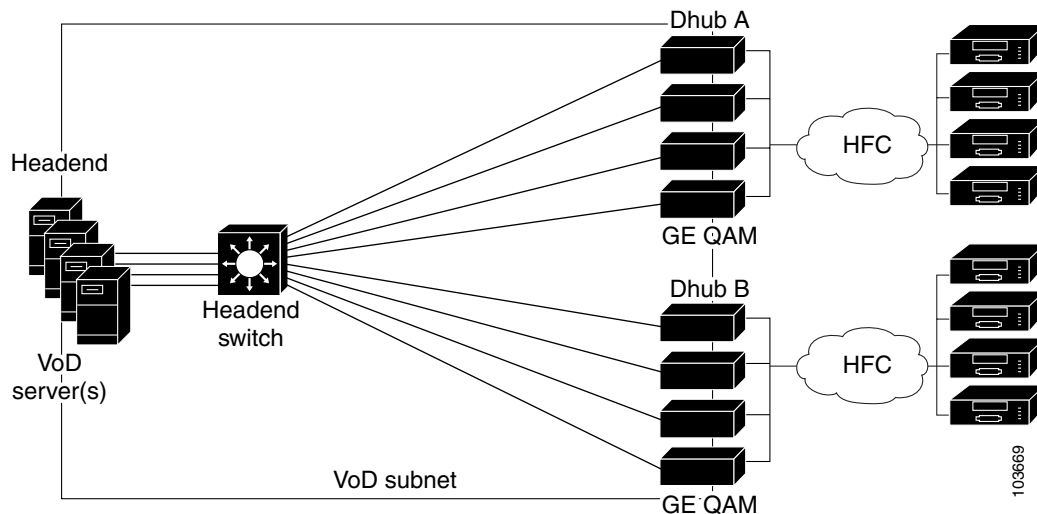 Dhub A
Headend
HFC
GE QAM
Headend
switch
Dhub B
VoD
server(s)
HFC
VoD subnet
GE QAM
103669